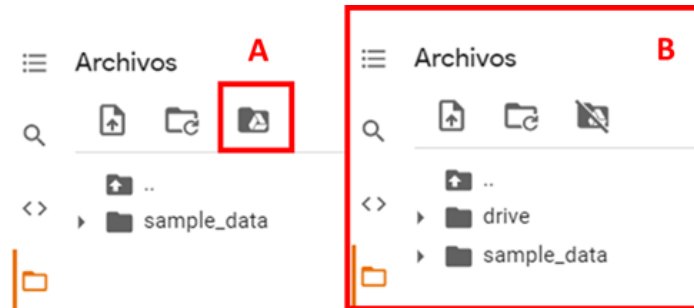 Archivos A
..
sample_data
Archivos B
..
drive
sample_data